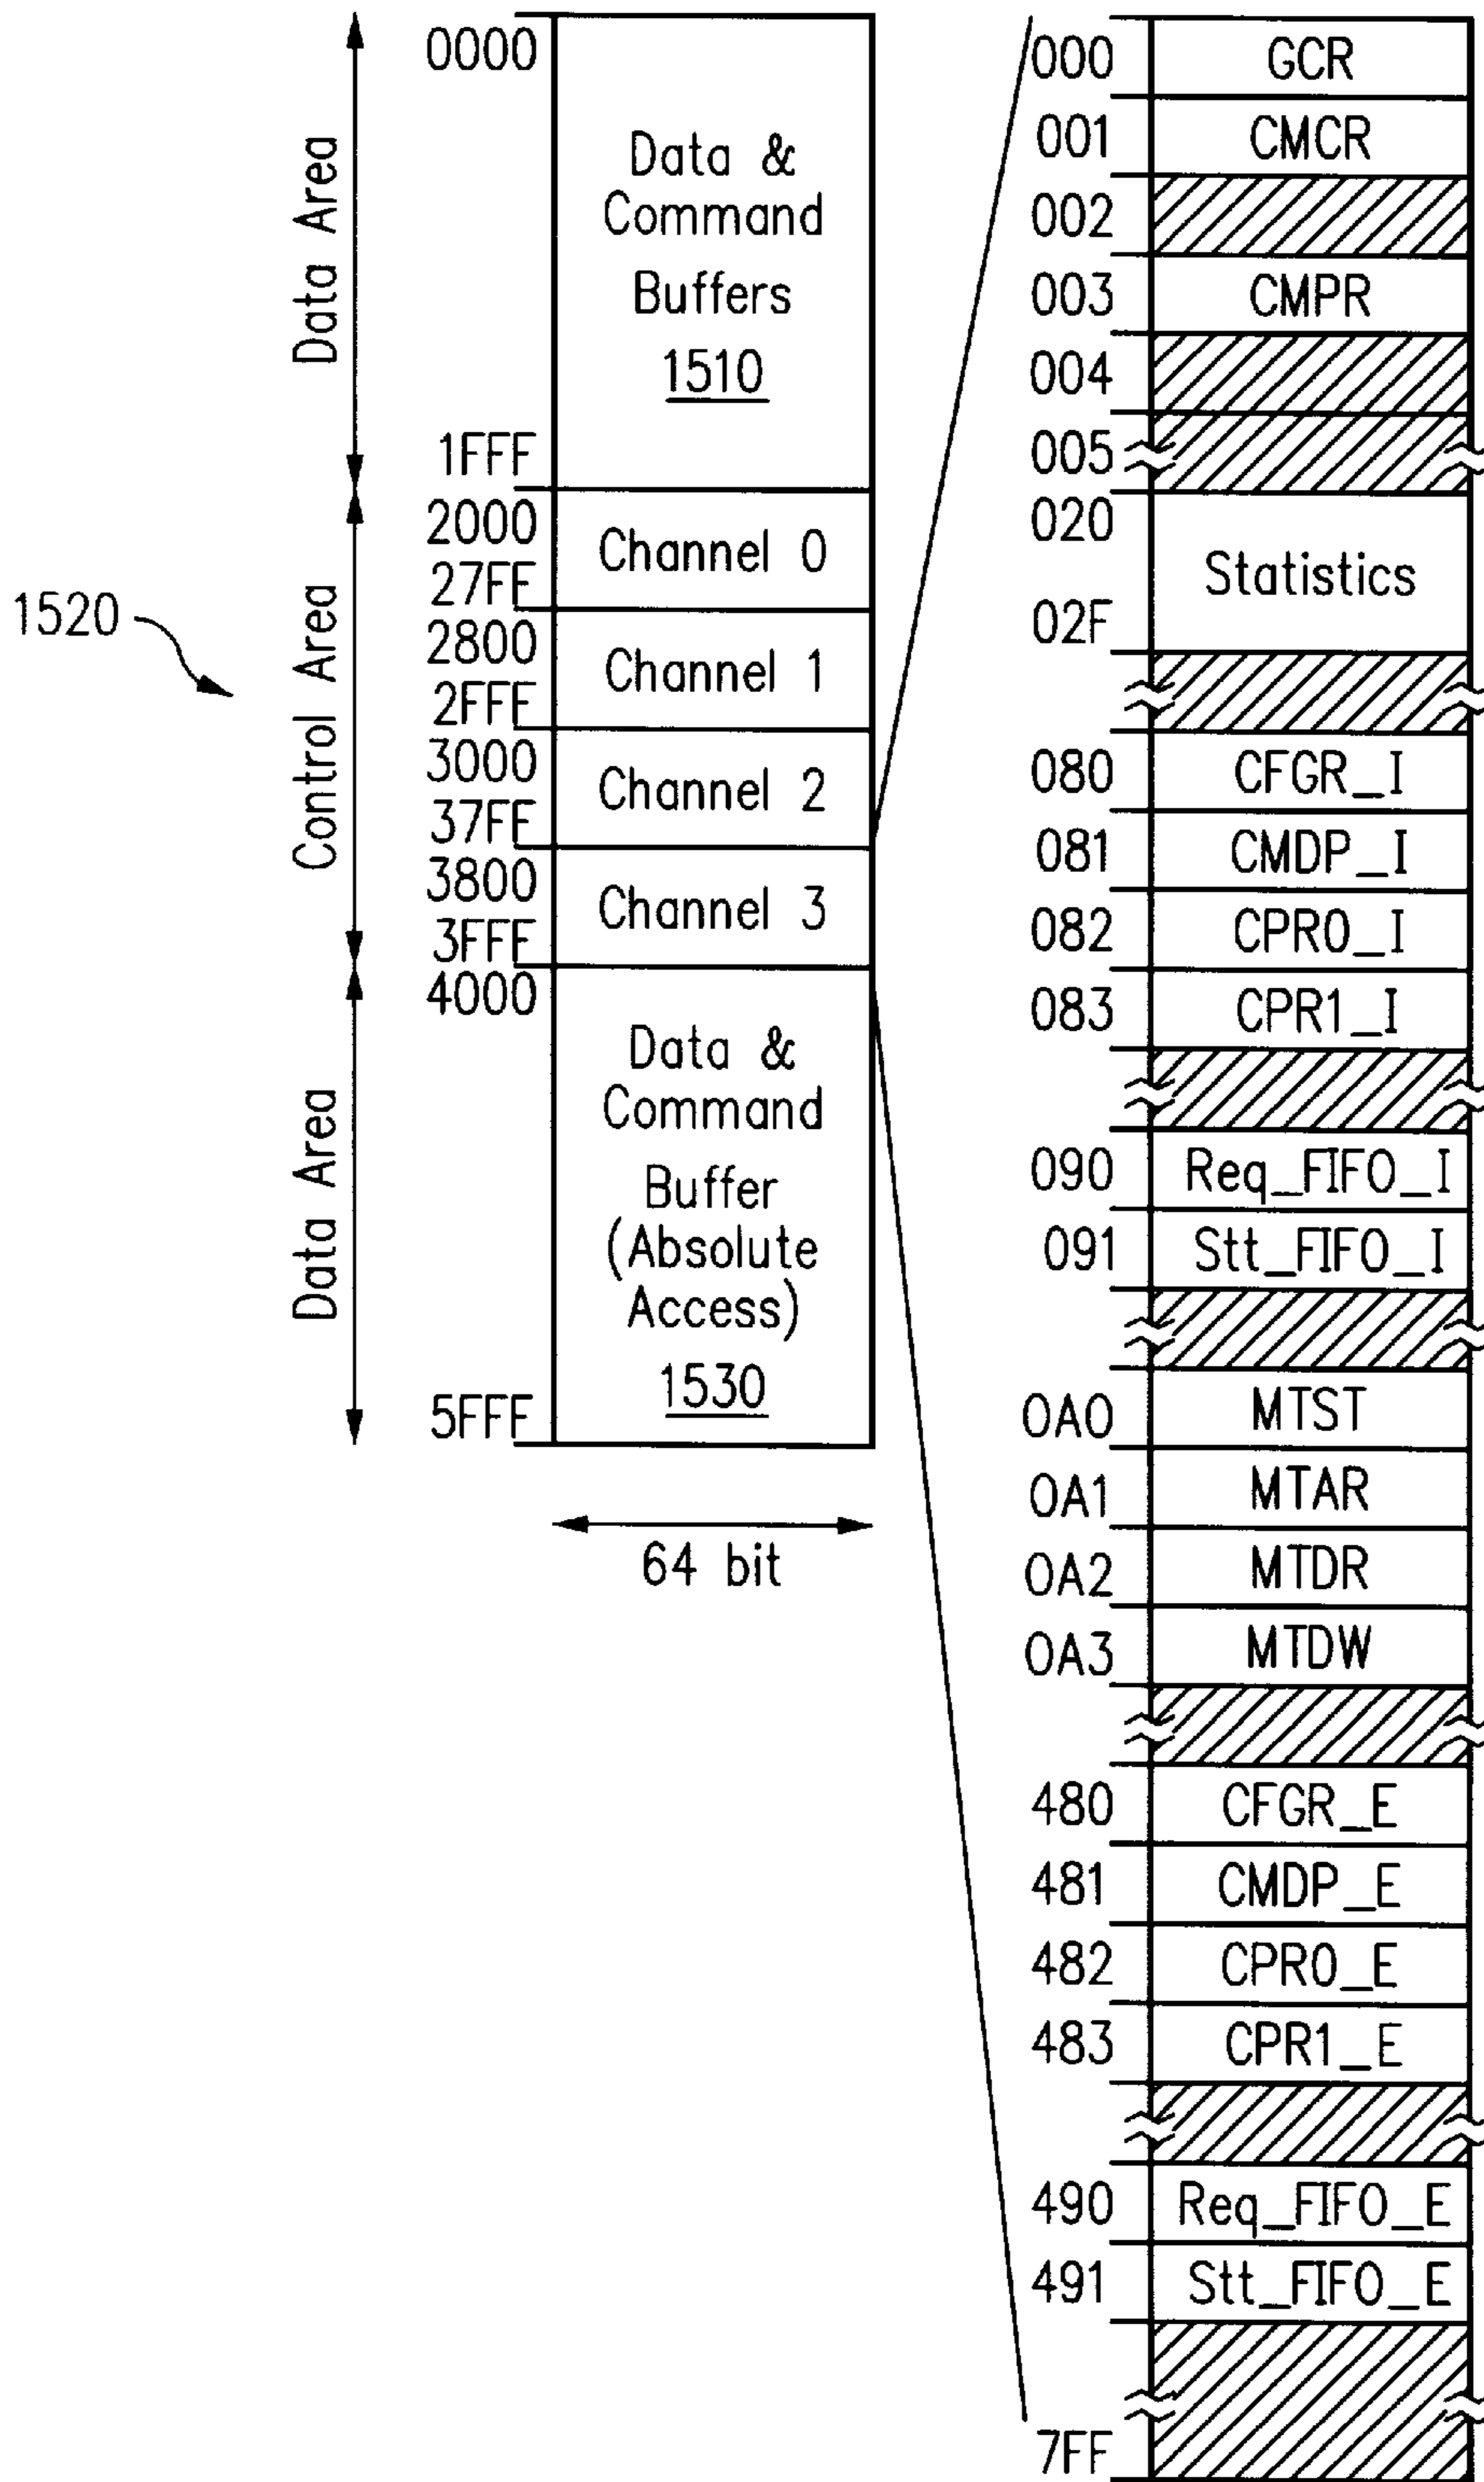 Data Area
Control Area
Data Area
1520
0000
Data &
Command
Buffers
1510
1FFF
2000
27FF
Channel 0
2800
2FFF
Channel 1
3000
37FF
Channel 2
3800
3FFF
Channel 3
4000
Data &
Command
Buffer
(Absolute
Access)
1530
5FFF
64 bit
000 GCR
001 CMCR
002
003 CMPR
004
005
020
Statistics
02F
080 CFGR_I
081 CMDP_I
082 CPR0_I
083 CPR1_I
090 Req_FIFO_I
091 Stt_FIFO_I
0A0 MTST
0A1 MTAR
0A2 MTDR
0A3 MTDW
480 CFGR_E
481 CMDP_E
482 CPR0_E
483 CPR1_E
490 Req_FIFO_E
491 Stt_FIFO_E
7FF